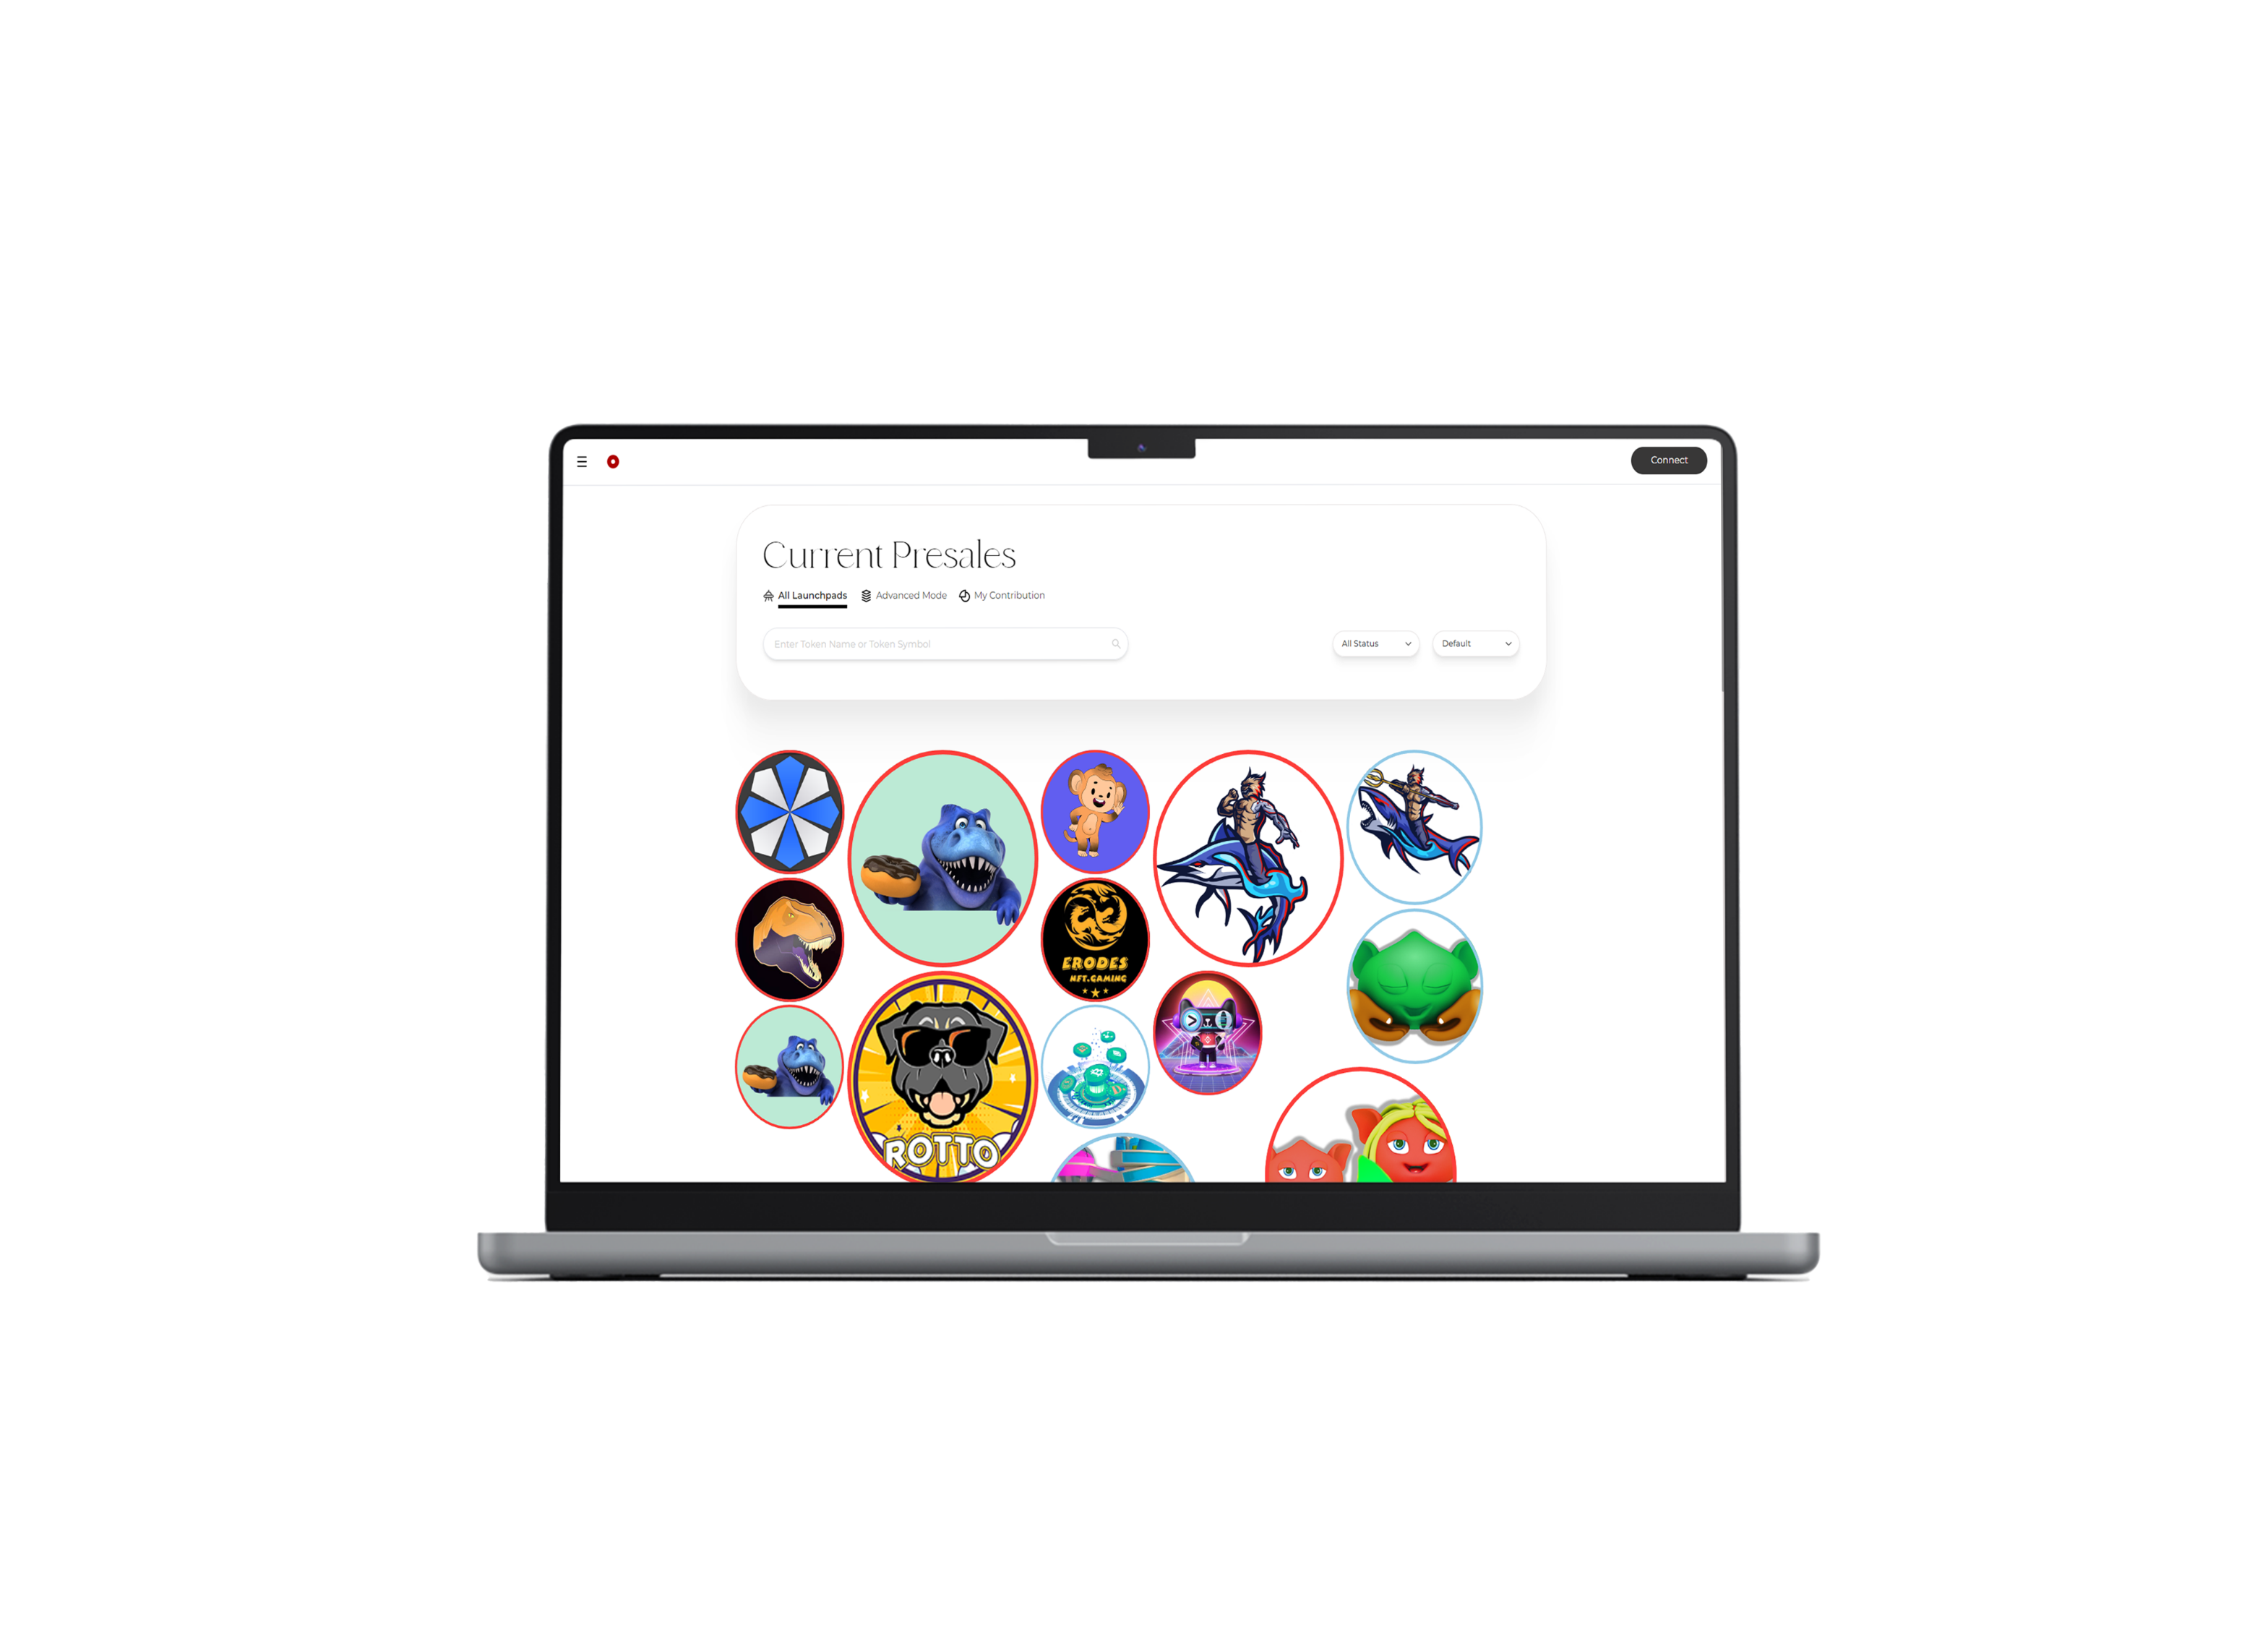 Connect
Current Presales
All Launchpads Advanced Mode My Contribution
Enter Token Name or Token Symbol All Status Default
ERODES
NFT.GAMING
ROTTO